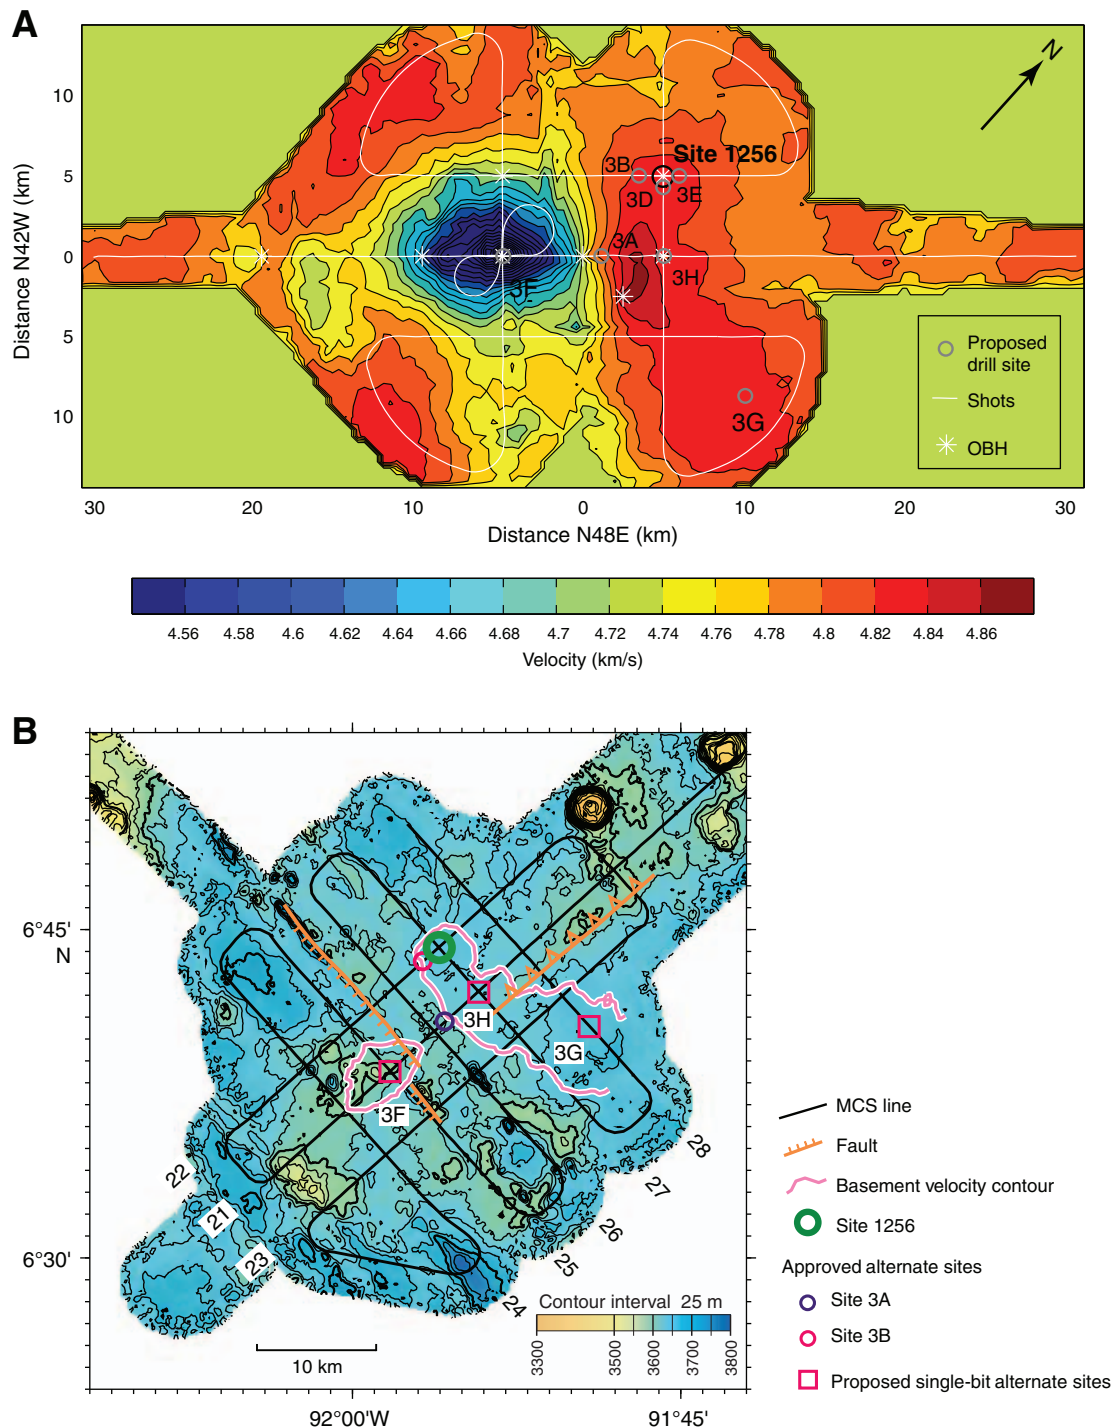 A
N
Distance N42W (km)
10
5
0
5
10
Site 1256
3B
3D
3E
3A
3F
3H
3G
Proposed
drill site
Shots
OBH
30
20
10
0
10
20
30
Distance N48E (km)
4.56
4.58
4.6
4.62
4.64
4.66
4.68
4.7
4.72
4.74
4.76
4.78
4.8
4.82
4.84
4.86
Velocity (km/s)
B
6°45'
N
6°30'
3H
3G
3F
22
21
23
24
25
26
27
28
Contour interval 25 m
3300
3500
3600
3700
3800
10 km
92°00'W
91°45'
MCS line
Fault
Basement velocity contour
Site 1256
Approved alternate sites
Site 3A
Site 3B
Proposed single-bit alternate sites